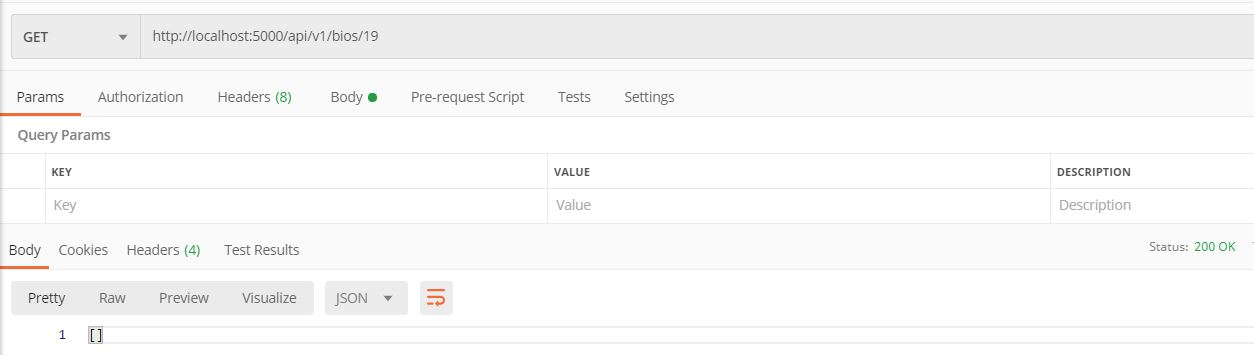 GET http://localhost:5000/api/v1/bios/19
Params Authorization Headers (8) Body Pre-request Script Tests Settings
Query Params
KEY VALUE DESCRIPTION
Key Value Description
Body Cookies Headers (4) Test Results Status: 200 OK
Pretty Raw Preview Visualize JSON
1 []